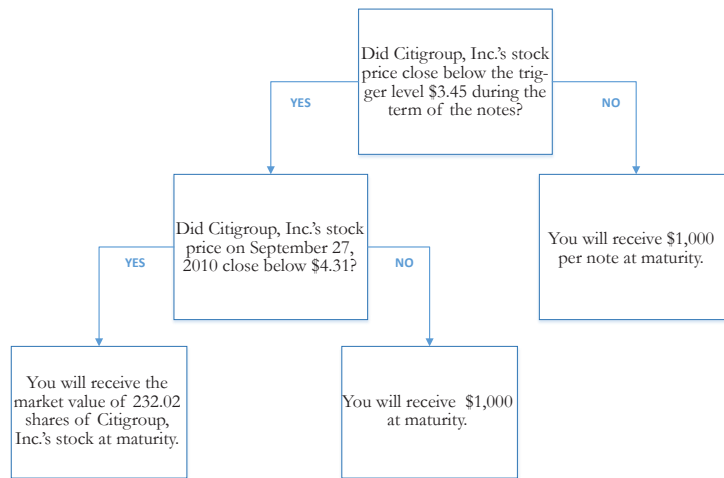 Did Citigroup, Inc.'s stock
price close below the trig-
ger level $3.45 during the
term of the notes?
YES
NO
Did Citigroup, Inc.'s stock
price on September 27,
2010 close below $4.31?
You will receive $1,000
per note at maturity.
YES
NO
You will receive the
market value of 232.02
shares of Citigroup,
Inc.'s stock at maturity.
You will receive $1,000
at maturity.